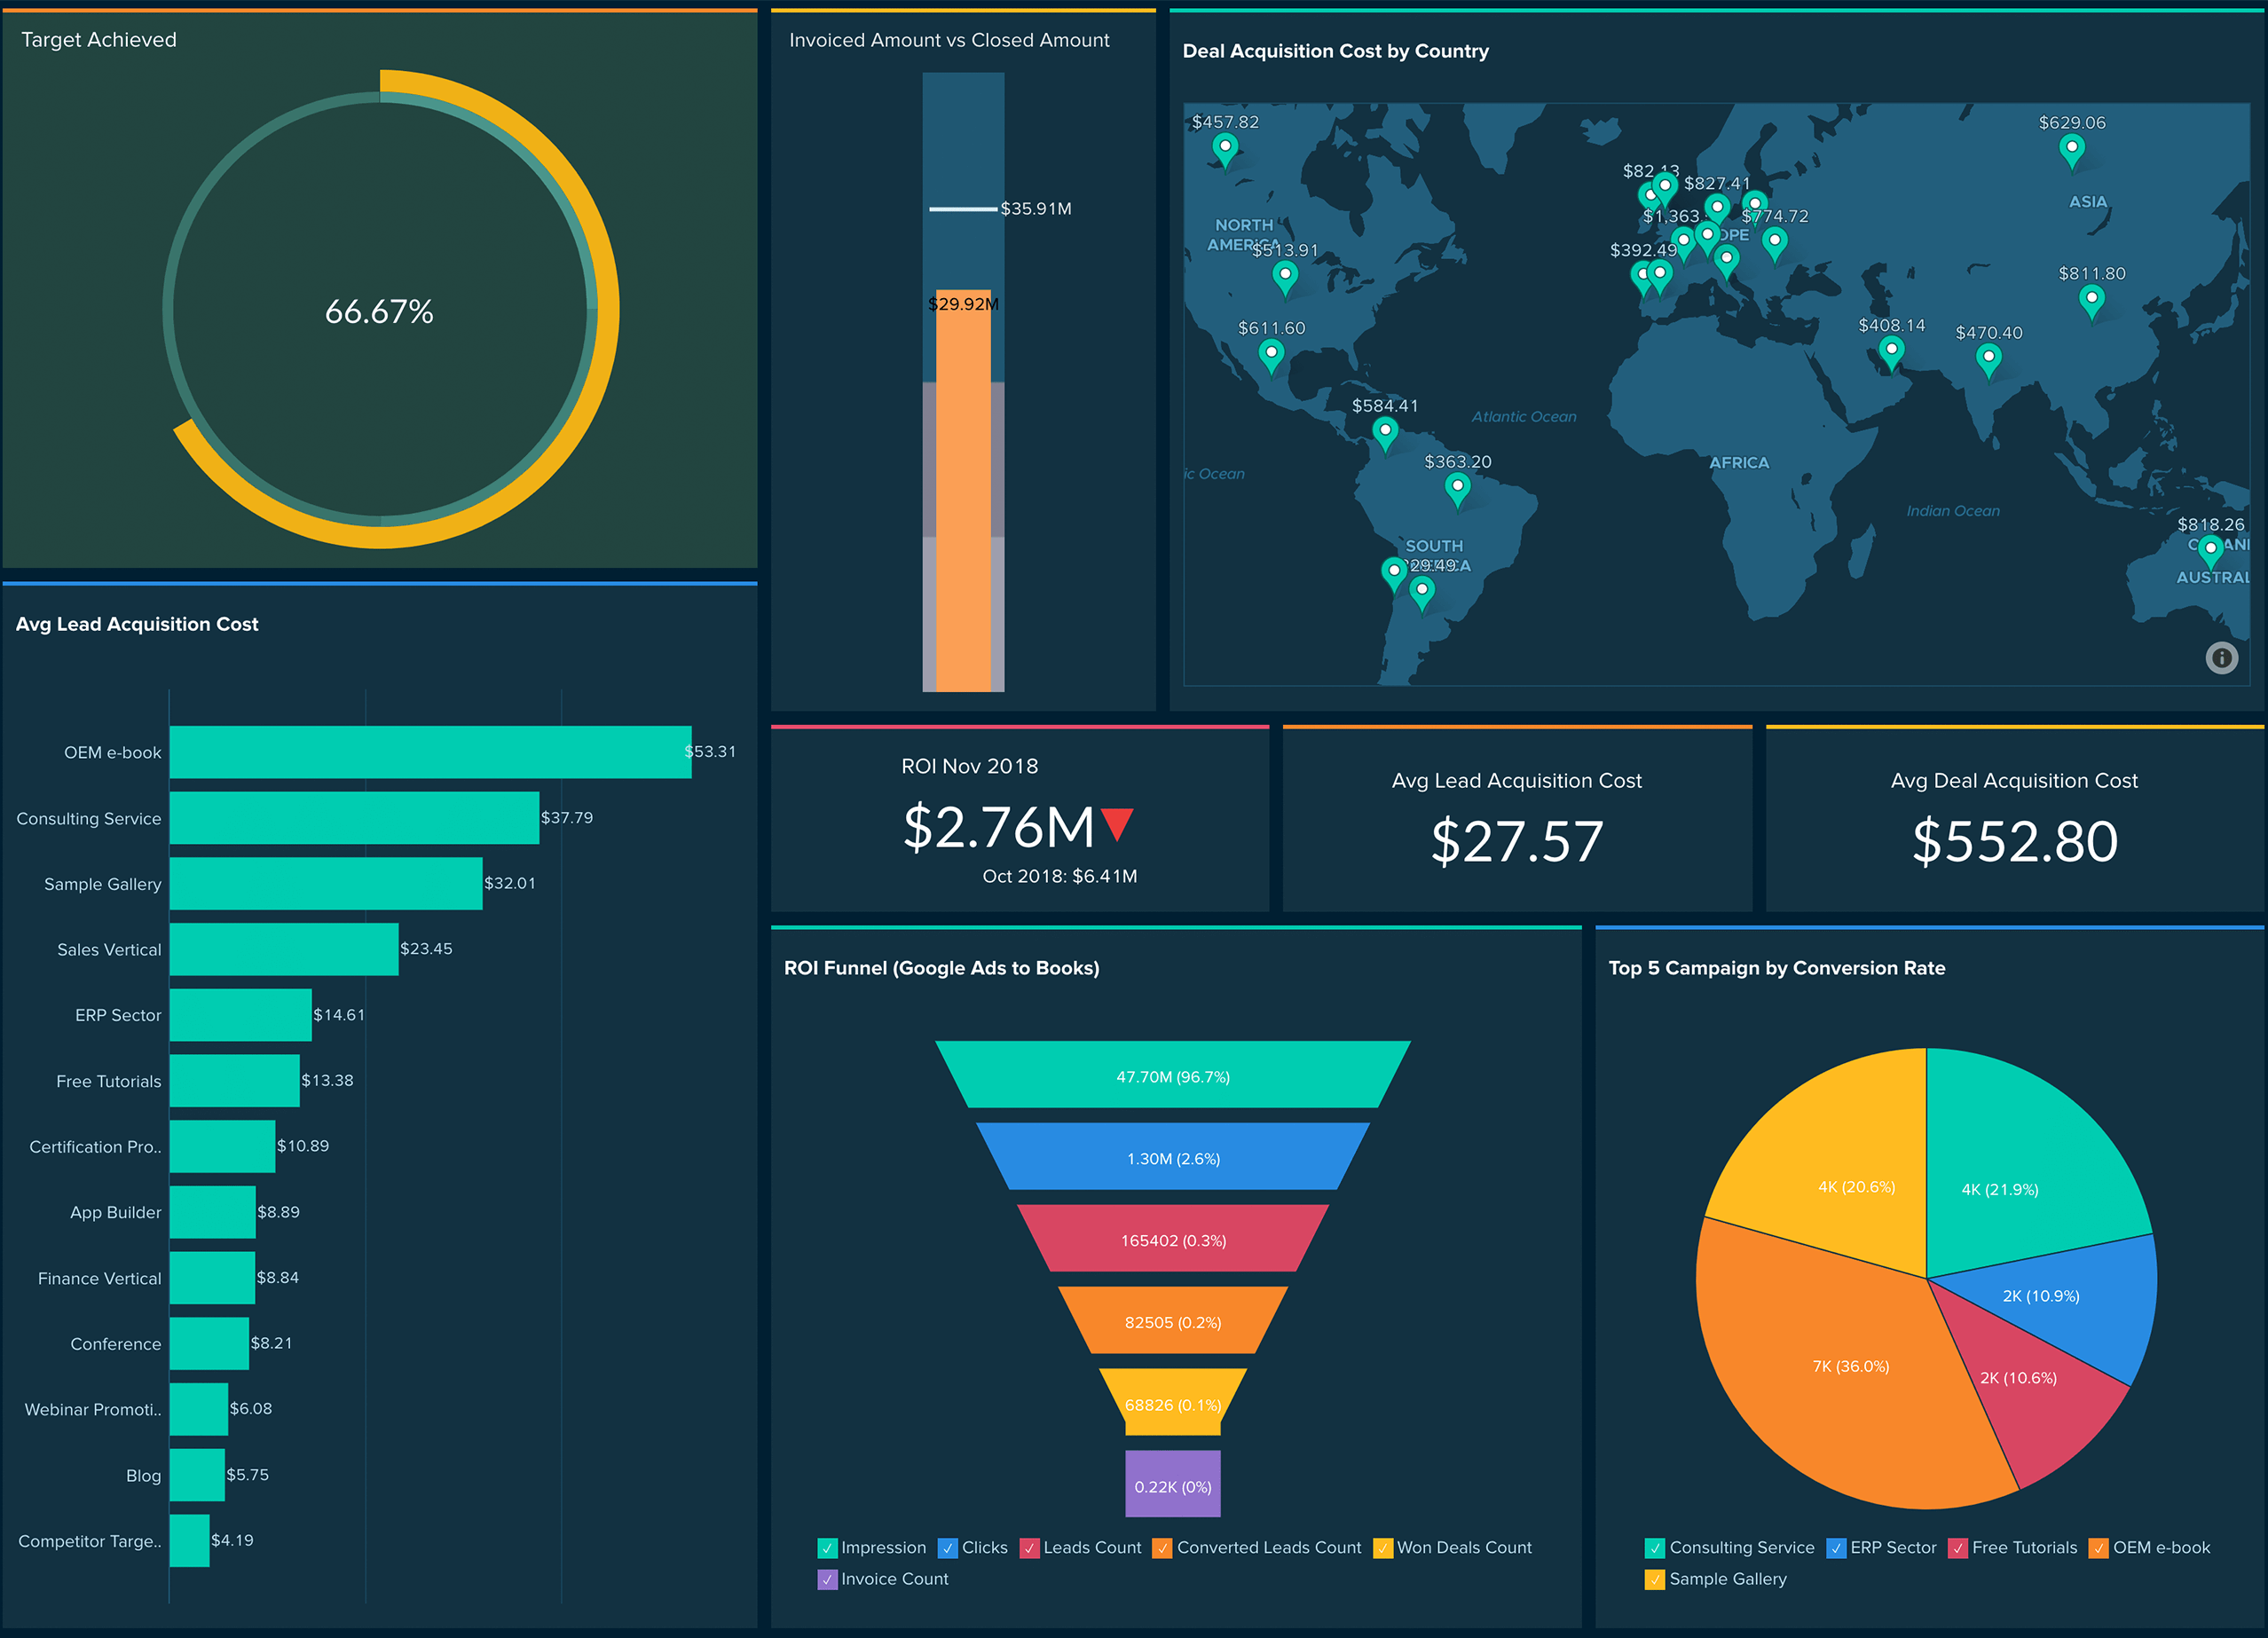 Target Achieved
66.67%
Invoiced Amount vs Closed Amount
$35.91M
$29.92M
Deal Acquisition Cost by Country
$457.82
$629.06
$82.13
$827.41
ASIA
NORTH
AMERICA
$1,363
$774.72
OPE
$513.91
$392.49
$811.80
$611.60
$408.14
$470.40
$584.41
Atlantic Ocean
$363.20
AFRICA
ic Ocean
Indian Ocean
$818.26
SOUTH
29.49
AUSTRAL
Avg Lead Acquisition Cost
OEM e-book $53.31
Consulting Service $37.79
Sample Gallery $32.01
Sales Vertical $23.45
ERP Sector $14.61
Free Tutorials $13.38
Certification Pro.. $10.89
App Builder $8.89
Finance Vertical $8.84
Conference $8.21
Webinar Promoti.. $6.08
Blog $5.75
Competitor Targe.. $4.19
ROI Nov 2018
$2.76M
Oct 2018: $6.41M
Avg Lead Acquisition Cost
$27.57
Avg Deal Acquisition Cost
$552.80
ROI Funnel (Google Ads to Books)
47.70M (96.7%)
1.30M (2.6%)
165402 (0.3%)
82505 (0.2%)
68826 (0.1%)
0.22K (0%)
Impression Clicks Leads Count Converted Leads Count Won Deals Count
Invoice Count
Top 5 Campaign by Conversion Rate
4K (20.6%)
4K (21.9%)
2K (10.9%)
7K (36.0%)
2K (10.6%)
Consulting Service ERP Sector Free Tutorials OEM e-book
Sample Gallery